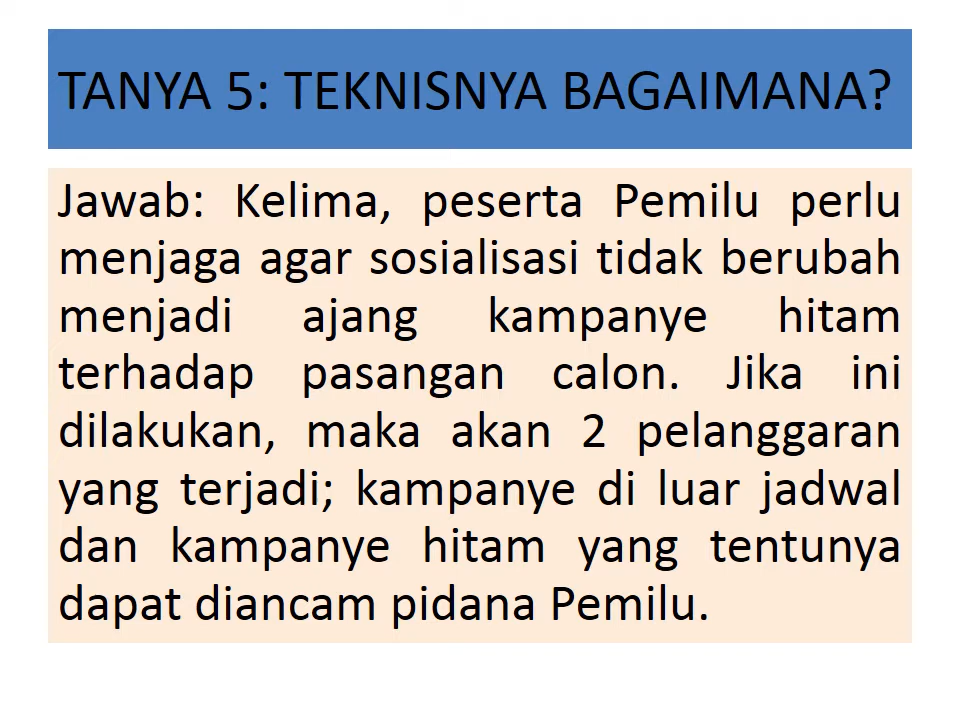 TANYA 5: TEKNISNYA BAGAIMANA?
Jawab: Kelima, peserta Pemilu perlu
menjaga agar sosialisasi tidak berubah
menjadi ajang kampanye hitam
terhadap pasangan calon. Jika ini
dilakukan, maka akan 2 pelanggaran
yang terjadi; kampanye di luar jadwal
dan kampanye hitam yang tentunya
dapat diancam pidana Pemilu.